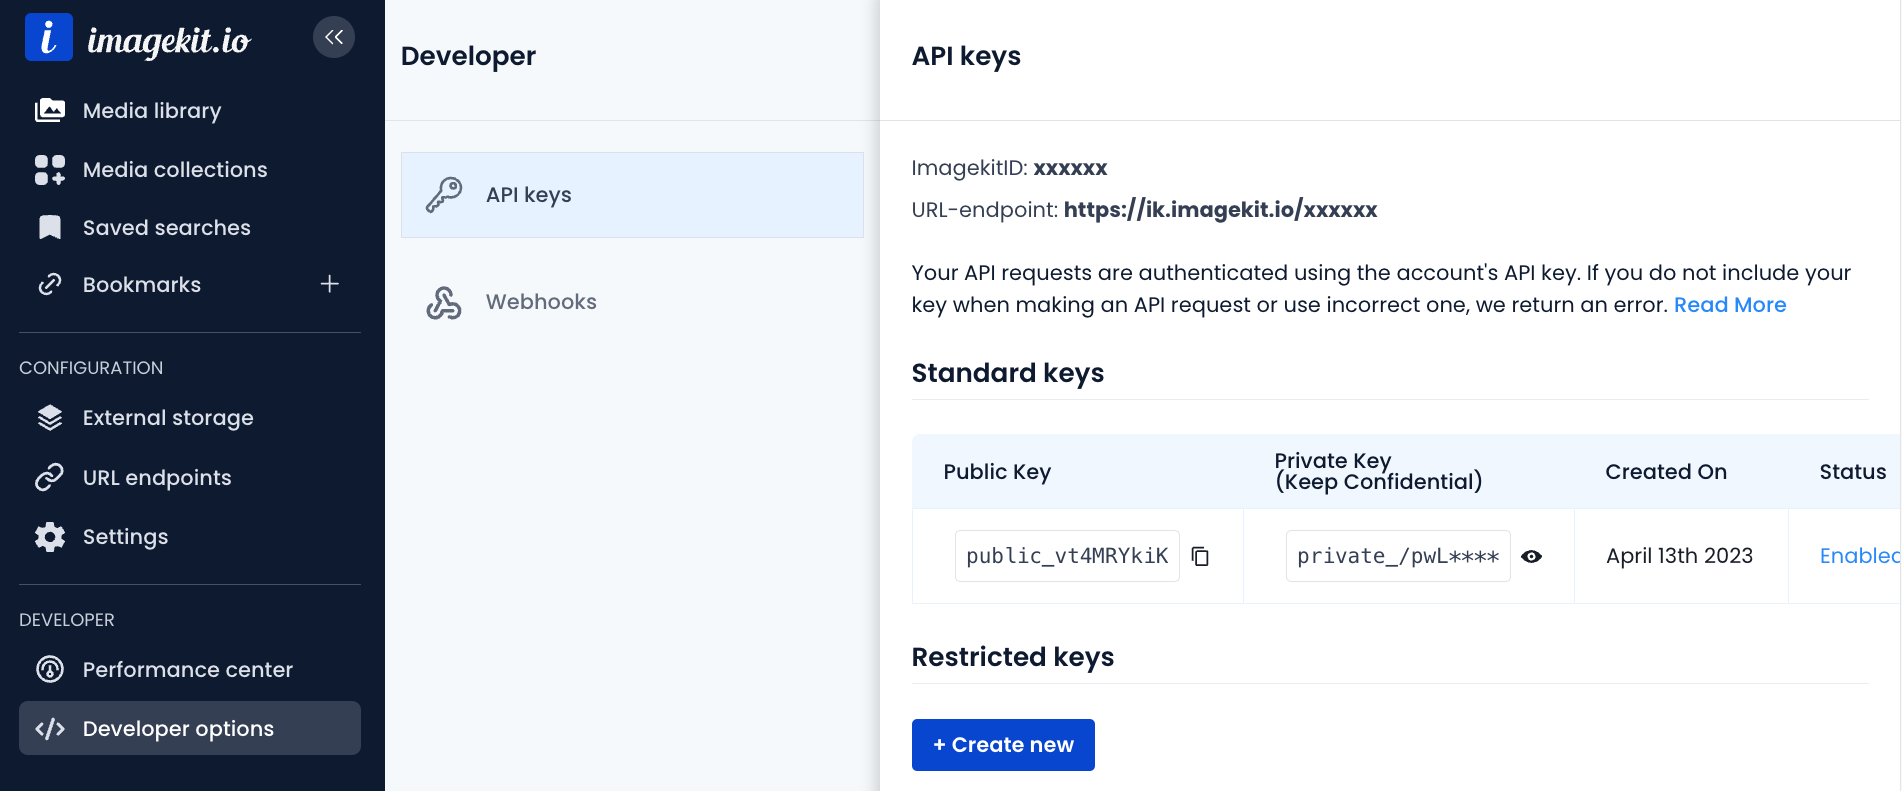 i imagekit.io
Media library
Media collections
Saved searches
Bookmarks
CONFIGURATION
External storage
URL endpoints
Settings
DEVELOPER
Performance center
Developer options
Developer
API keys
Webhooks
API keys
ImagekitID: xxxxxx
URL-endpoint: https://ik.imagekit.io/xxxxxx
Your API requests are authenticated using the account's API key. If you do not include your
key when making an API request or use incorrect one, we return an error. Read More
Standard keys
Public Key
Private Key
(Keep Confidential)
Created On
Status
public_vt4MRYkiK
private_/pwL****
April 13th 2023
Enabled
Restricted keys
+ Create new